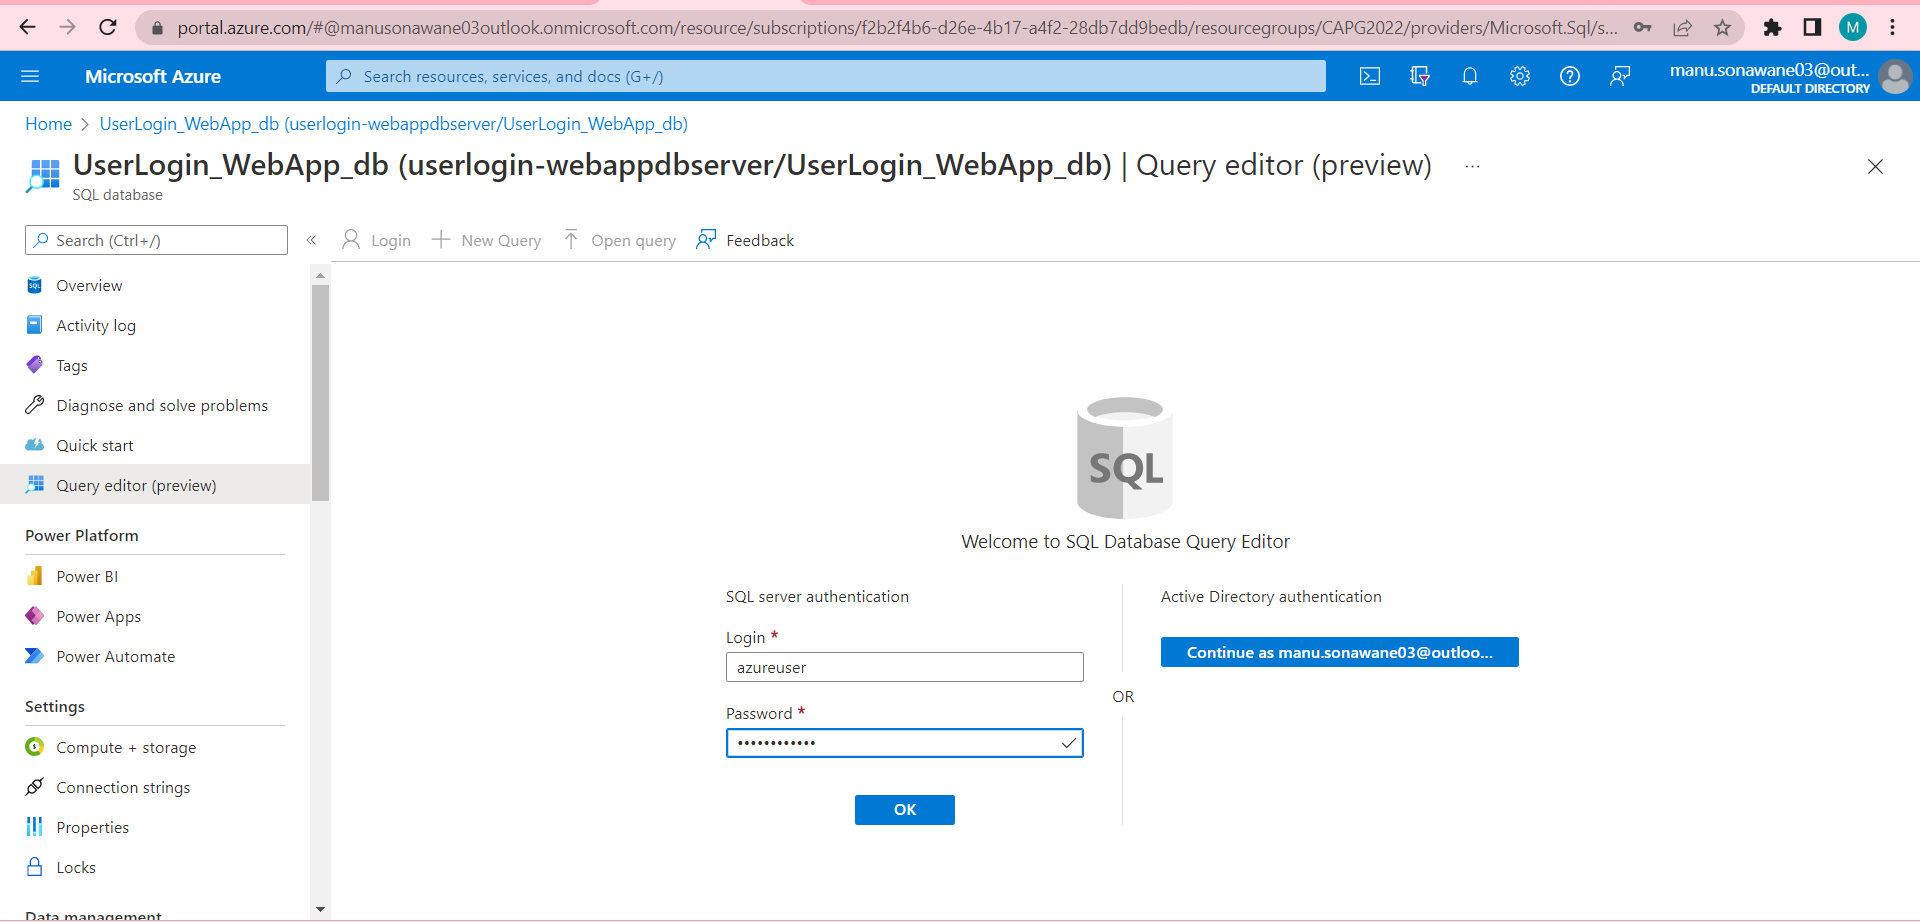 portal.azure.com/#@manusonawane03outlook.onmicrosoft.com/resource/subscriptions/f2b2f4b6-d26e-4b17-a4f2-28db7dd9bedb/resourcegroups/CAPG2022/providers/Microsoft.Sql/s...
M
Microsoft Azure
Search resources, services, and docs (G+/)
manu.sonawane03@out...
DEFAULT DIRECTORY
Home > UserLogin_WebApp_db (userlogin-webappdbserver/UserLogin_WebApp_db)
UserLogin_WebApp_db (userlogin-webappdbserver/UserLogin_WebApp_db) | Query editor (preview) ...
SQL database
Search (Ctrl+/)
«
Login
New Query
Open query
Feedback
SQL Overview
Activity log
Tags
Diagnose and solve problems
Quick start
Query editor (preview)
Power Platform
Power BI
Power Apps
Power Automate
Settings
Compute + storage
Connection strings
Properties
Locks
Data management
SQL
Welcome to SQL Database Query Editor
SQL server authentication
Login *
azureuser
Password *
••••••••••••
OK
OR
Active Directory authentication
Continue as manu.sonawane03@outloo...